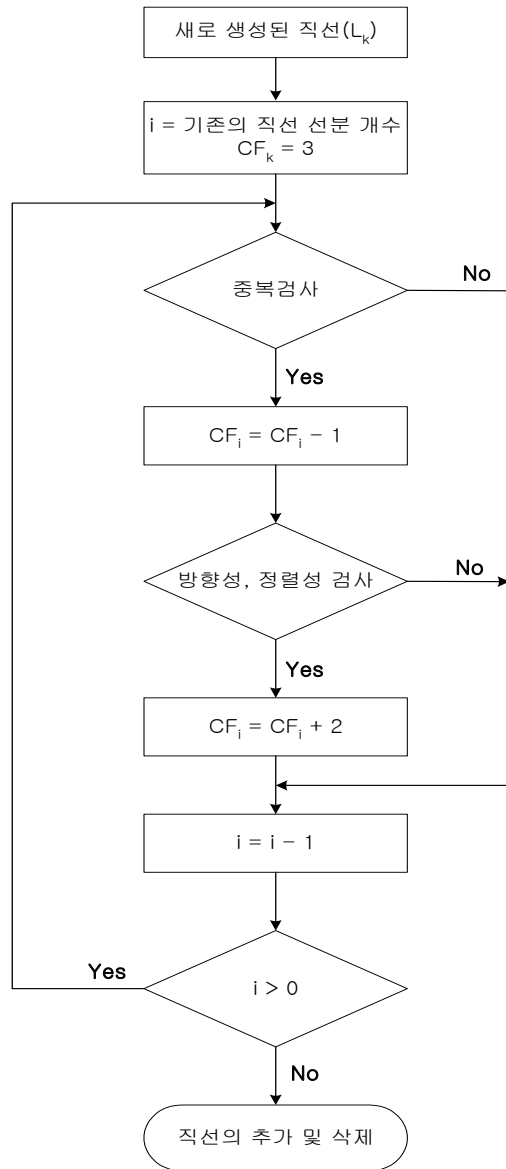 새로 생성된 직선(Lk)
i = 기존의 직선 선분 개수
CFk = 3
중복검사
No
Yes
CFi = CFi − 1
방향성, 정렬성 검사
No
Yes
CFi = CFi + 2
i = i − 1
Yes
i > 0
No
직선의 추가 및 삭제